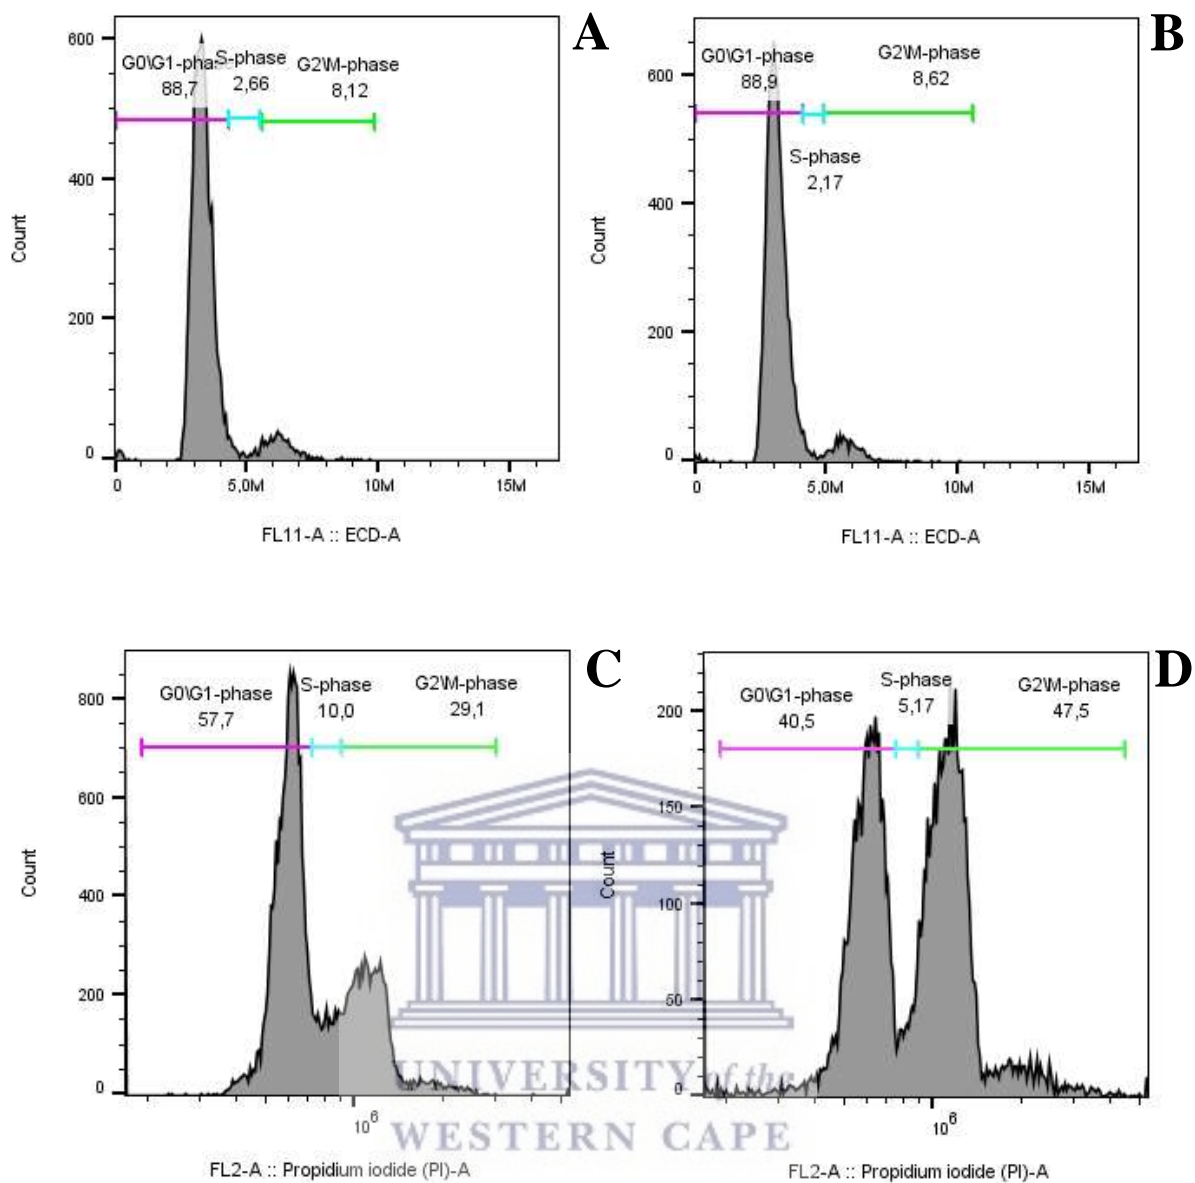 A
600
G0\G1-phase
88,7
S-phase
2,66
G2\M-phase
8,12
400
200
0
Count
0
5,0M
10M
15M
FL11-A :: ECD-A
B
600
G0\G1-phase
88,9
G2\M-phase
8,62
S-phase
2,17
400
200
0
Count
0
5,0M
10M
15M
FL11-A :: ECD-A
C
G0\G1-phase
57,7
S-phase
10,0
G2\M-phase
29,1
800
600
400
200
0
Count
10⁶
FL2-A :: Propidium iodide (PI)-A
D
G0\G1-phase
40,5
S-phase
5,17
G2\M-phase
47,5
200
150
100
50
0
Count
10⁶
FL2-A :: Propidium iodide (PI)-A
UNIVERSITY of the
WESTERN CAPE